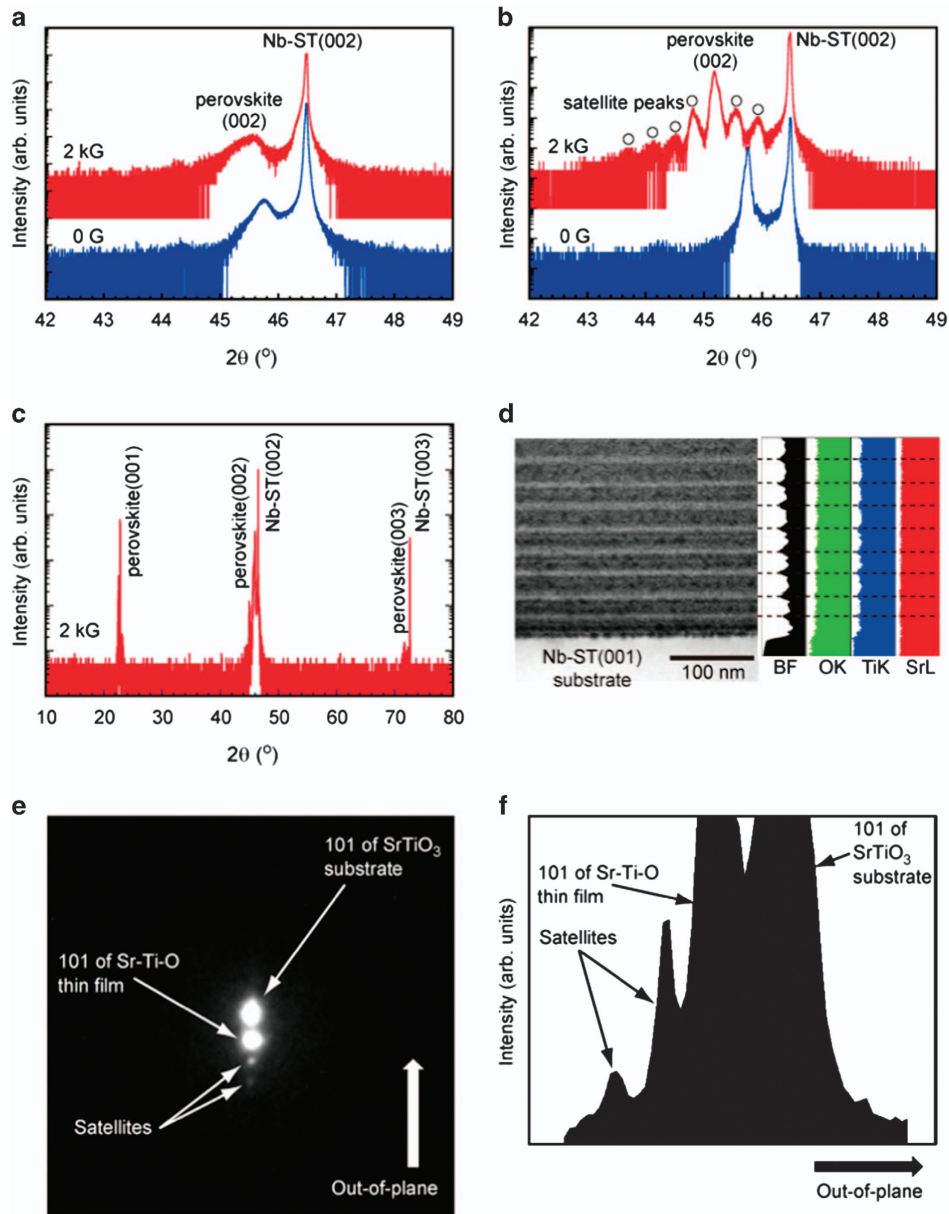 a
Nb-ST(002)
perovskite
(002)
2 kG
0 G
Intensity (arb. units)
42 43 44 45 46 47 48 49
2θ (°)
b
perovskite
(002)
Nb-ST(002)
satellite peaks
2 kG
0 G
Intensity (arb. units)
42 43 44 45 46 47 48 49
2θ (°)
c
perovskite(001)
perovskite(002)
Nb-ST(002)
perovskite(003)
Nb-ST(003)
2 kG
Intensity (arb. units)
10 20 30 40 50 60 70 80
2θ (°)
d
Nb-ST(001)
substrate
100 nm
BF OK TiK SrL
e
101 of SrTiO₃
substrate
101 of Sr-Ti-O
thin film
Satellites
Out-of-plane
f
101 of
SrTiO₃
substrate
101 of Sr-Ti-O
thin film
Satellites
Intensity (arb. units)
Out-of-plane